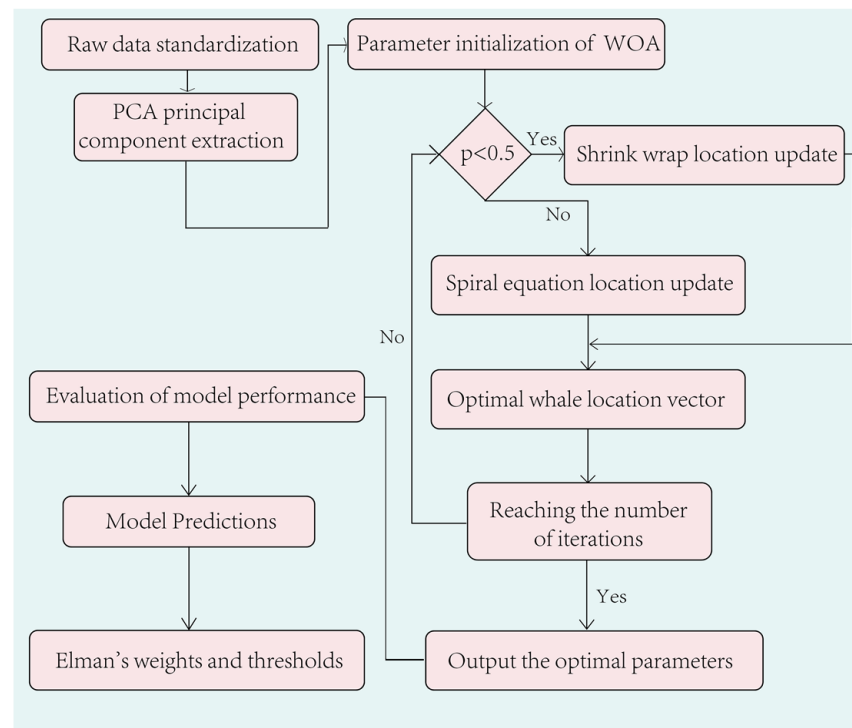 Raw data standardization
PCA principal
component extraction
Parameter initialization of WOA
p<0.5
Yes
Shrink wrap location update
No
Spiral equation location update
No
Optimal whale location vector
Reaching the number
of iterations
Yes
Output the optimal parameters
Evaluation of model performance
Model Predictions
Elman's weights and thresholds